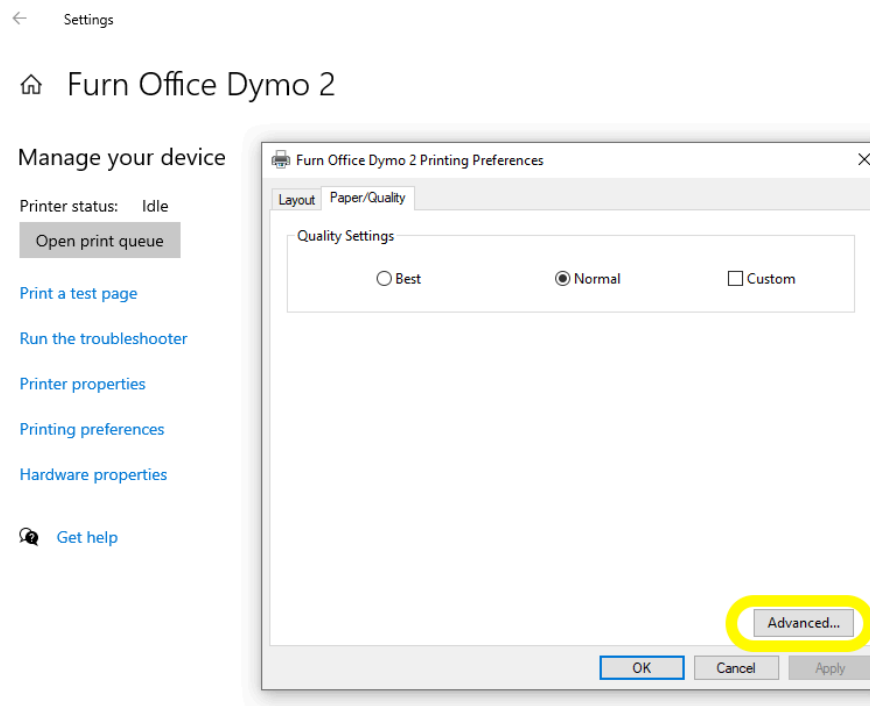 Settings
Furn Office Dymo 2
Manage your device
Printer status: Idle
Open print queue
Print a test page
Run the troubleshooter
Printer properties
Printing preferences
Hardware properties
Get help
Furn Office Dymo 2 Printing Preferences
Layout Paper/Quality
Quality Settings
Best Normal Custom
Advanced...
OK Cancel Apply